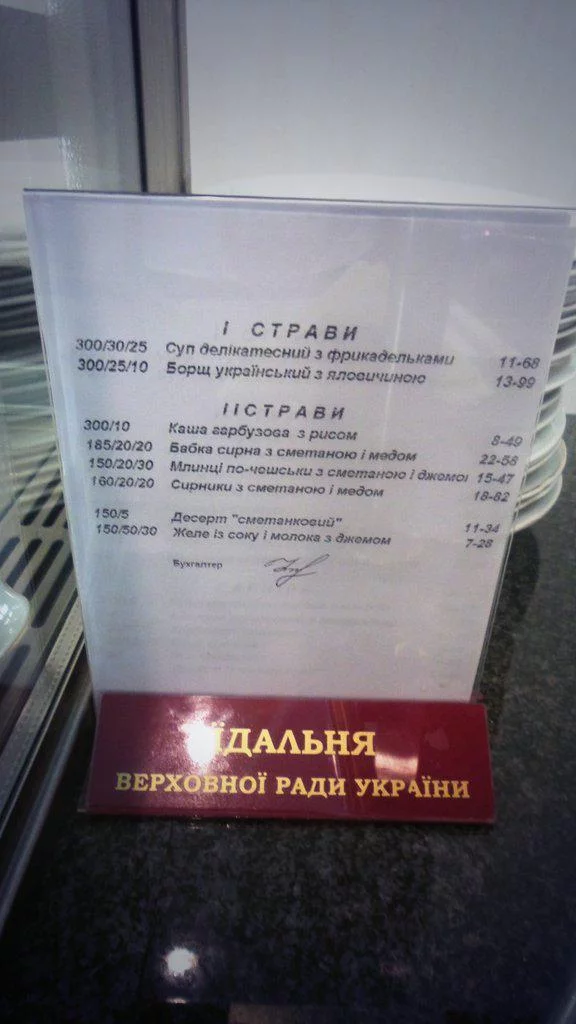 І СТРАВИ
300/30/25 Суп делікатесний з фрикадельками 11-68
300/25/10 Борщ український з яловичиною 13-99
ІІ СТРАВИ
300/10 Каша гарбузова з рисом 8-49
185/20/20 Бабка сирна з сметаною і медом 22-58
150/20/30 Млинці по-чешськи з сметаною і джемом 15-47
160/20/20 Сирники з сметаною і медом 18-82
150/5 Десерт "сметанковий" 11-34
150/50/30 Желе із соку і молока з джемом 7-28
Бухгалтер
ЇДАЛЬНЯ
ВЕРХОВНОЇ РАДИ УКРАЇНИ